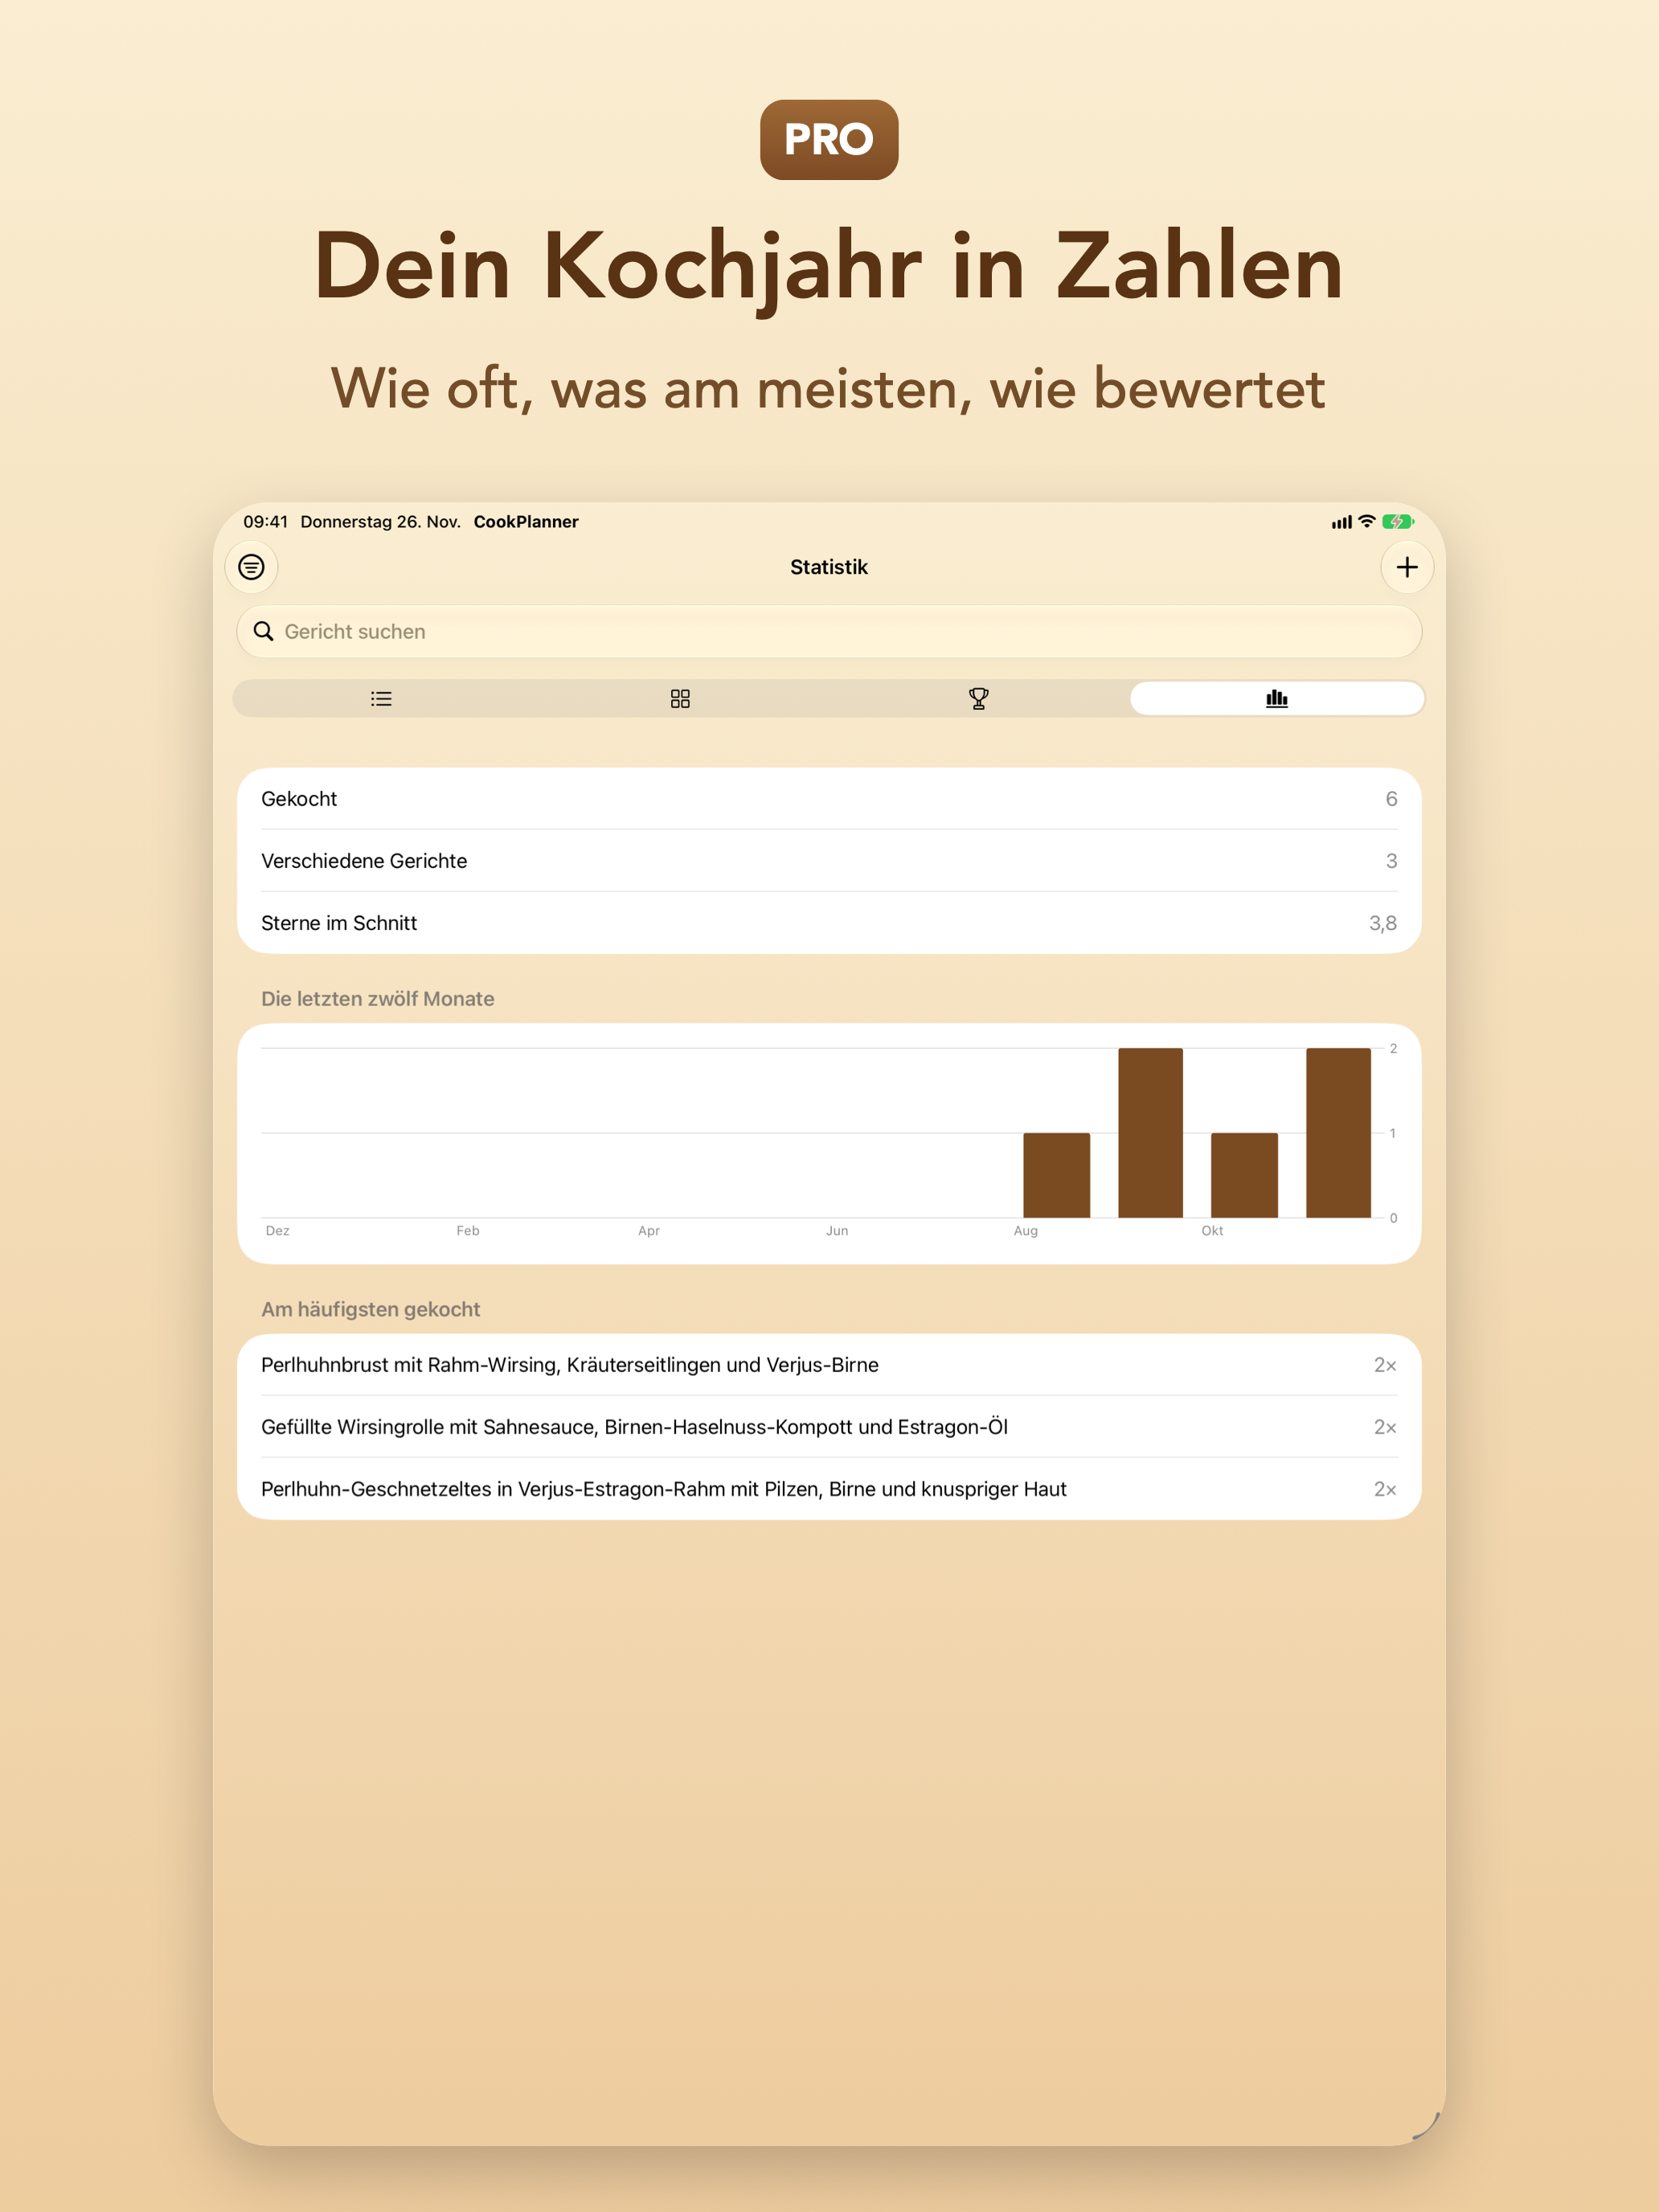 PRO
Dein Kochjahr in Zahlen
Wie oft, was am meisten, wie bewertet
09:41 Donnerstag 26. Nov. CookPlanner
Statistik
Gericht suchen
Gekocht 6
Verschiedene Gerichte 3
Sterne im Schnitt 3,8
Die letzten zwölf Monate
2
1
0
Dez Feb Apr Jun Aug Okt
Am häufigsten gekocht
Perlhuhnbrust mit Rahm-Wirsing, Kräuterseitlingen und Verjus-Birne 2×
Gefüllte Wirsingrolle mit Sahnesauce, Birnen-Haselnuss-Kompott und Estragon-Öl 2×
Perlhuhn-Geschnetzeltes in Verjus-Estragon-Rahm mit Pilzen, Birne und knuspriger Haut 2×